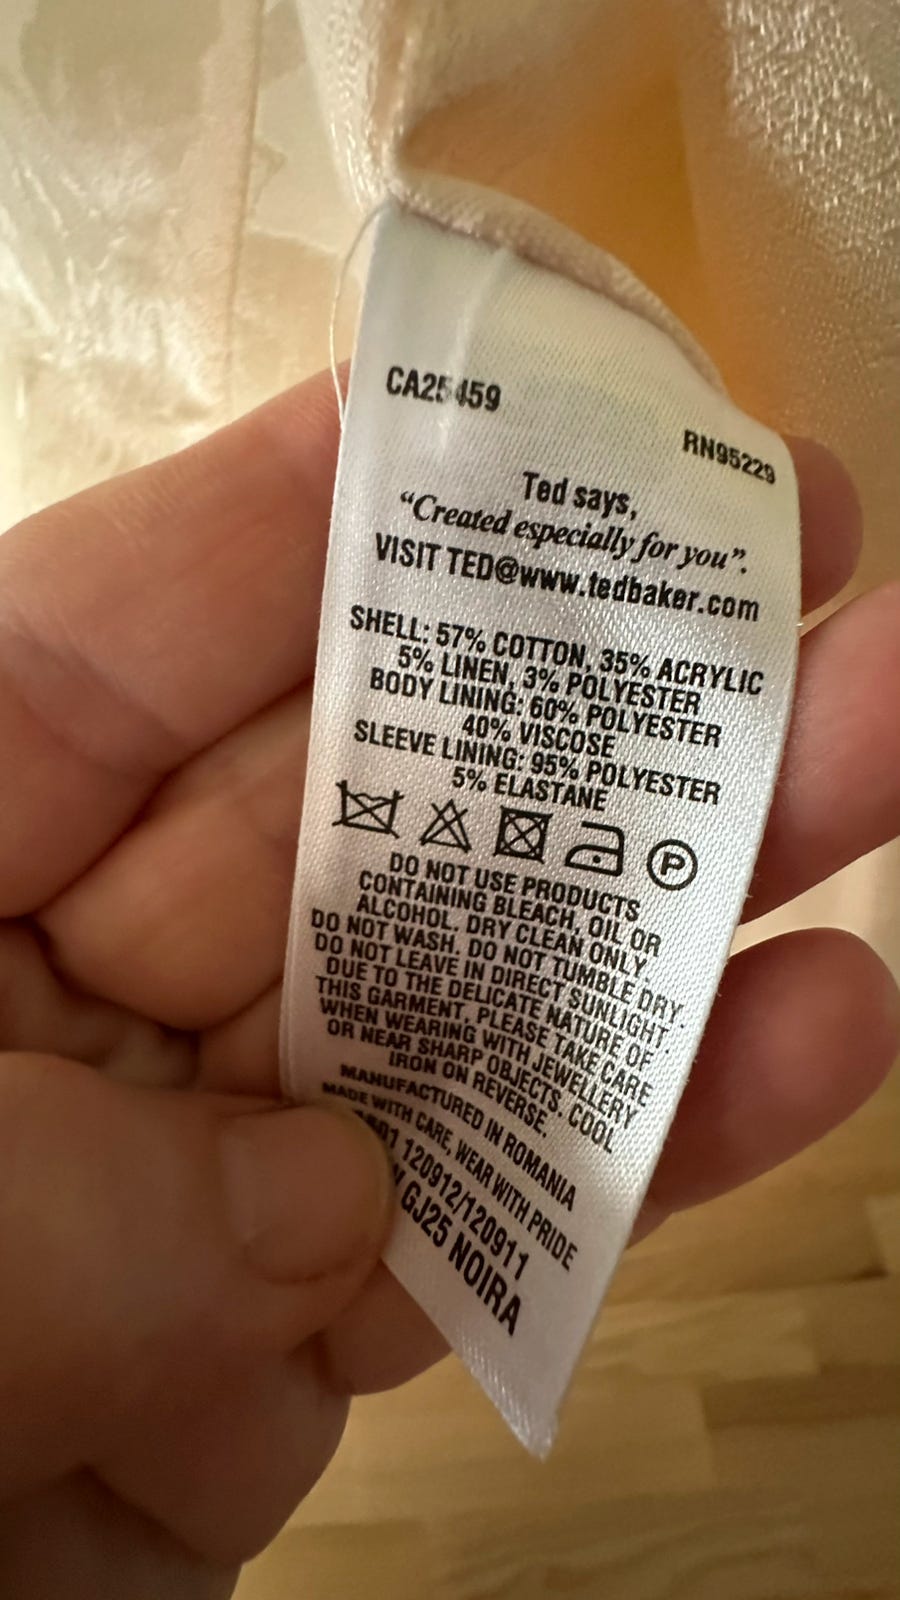 CA25459
RN95229
Ted says,
“Created especially for you”.
VISIT TED@www.tedbaker.com
SHELL: 57% COTTON, 35% ACRYLIC
5% LINEN, 3% POLYESTER
BODY LINING: 60% POLYESTER
40% VISCOSE
SLEEVE LINING: 95% POLYESTER
5% ELASTANE
P
DO NOT USE PRODUCTS
CONTAINING BLEACH, OIL OR
ALCOHOL. DRY CLEAN ONLY.
DO NOT WASH. DO NOT TUMBLE DRY.
DO NOT LEAVE IN DIRECT SUNLIGHT.
DUE TO THE DELICATE NATURE OF
THIS GARMENT, PLEASE TAKE CARE
WHEN WEARING WITH JEWELLERY
OR NEAR SHARP OBJECTS. COOL
IRON ON REVERSE.
MANUFACTURED IN ROMANIA
MADE WITH CARE, WEAR WITH PRIDE
120912/120911
GJ25 NOIRA